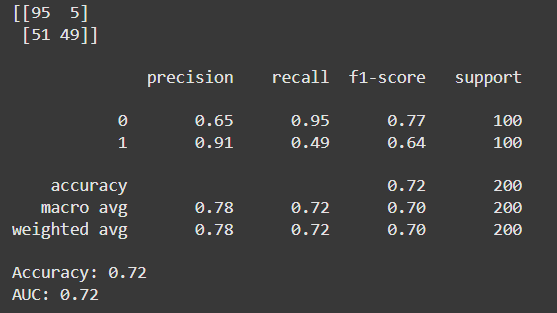 [[95  5]
 [51 49]]
              precision    recall  f1-score   support
           0       0.65      0.95      0.77       100
           1       0.91      0.49      0.64       100
    accuracy                           0.72       200
   macro avg       0.78      0.72      0.70       200
weighted avg       0.78      0.72      0.70       200
Accuracy: 0.72
AUC: 0.72